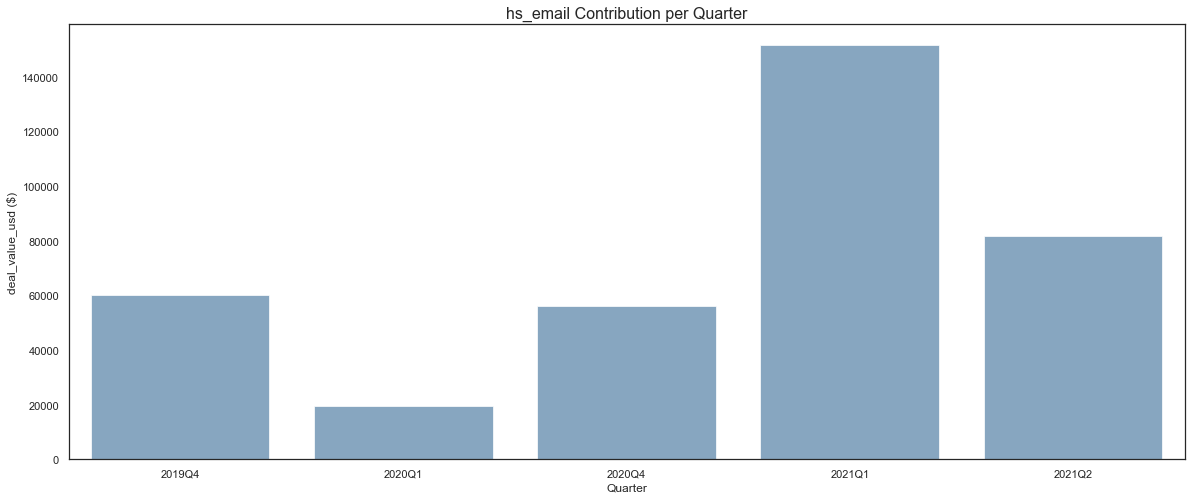 hs_email Contribution per Quarter
deal_value_usd ($)
140000
120000
100000
80000
60000
40000
20000
0
2019Q4 2020Q1 2020Q4 2021Q1 2021Q2
Quarter